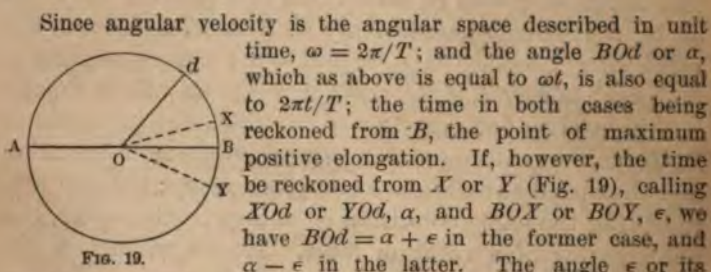 Since angular velocity is the angular space described in unit
time, ω = 2π/T; and the angle BOd or α,
which as above is equal to ωt, is also equal
to 2πt/T; the time in both cases being
reckoned from B, the point of maximum
positive elongation. If, however, the time
be reckoned from X or Y (Fig. 19), calling
XOd or YOd, α, and BOX or BOY, ϵ, we
have BOd = α + ϵ in the former case, and
α − ϵ in the latter. The angle ϵ or its
d
X
A
B
O
Y
Fig. 19.